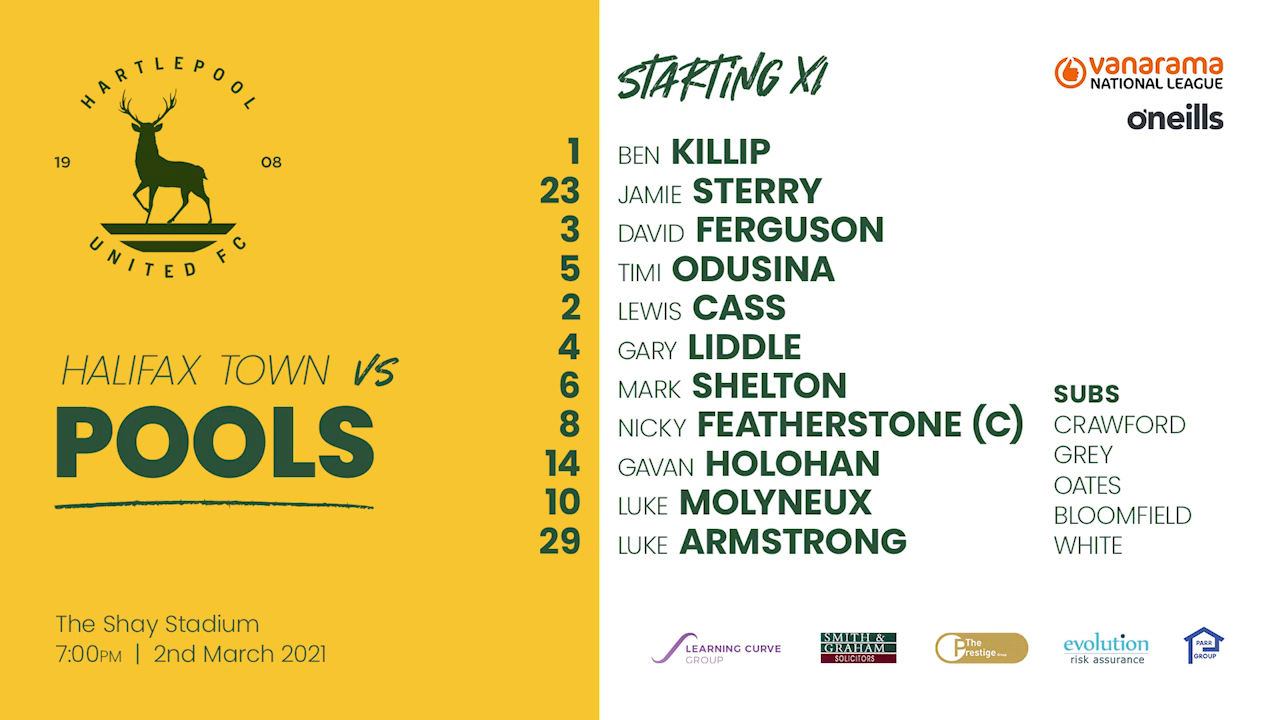 HARTLEPOOL
19 08
UNITED FC
HALIFAX TOWN VS
POOLS
The Shay Stadium
7:00PM | 2nd March 2021
STARTING XI
1 BEN KILLIP
23 JAMIE STERRY
3 DAVID FERGUSON
5 TIMI ODUSINA
2 LEWIS CASS
4 GARY LIDDLE
6 MARK SHELTON
8 NICKY FEATHERSTONE (C)
14 GAVAN HOLOHAN
10 LUKE MOLYNEUX
29 LUKE ARMSTRONG
vanarama
NATIONAL LEAGUE
o'neills
SUBS
CRAWFORD
GREY
OATES
BLOOMFIELD
WHITE
LEARNING CURVE
GROUP
SMITH &
GRAHAM
SOLICITORS
The
Prestige
evolution
risk assurance
PARR
GROUP